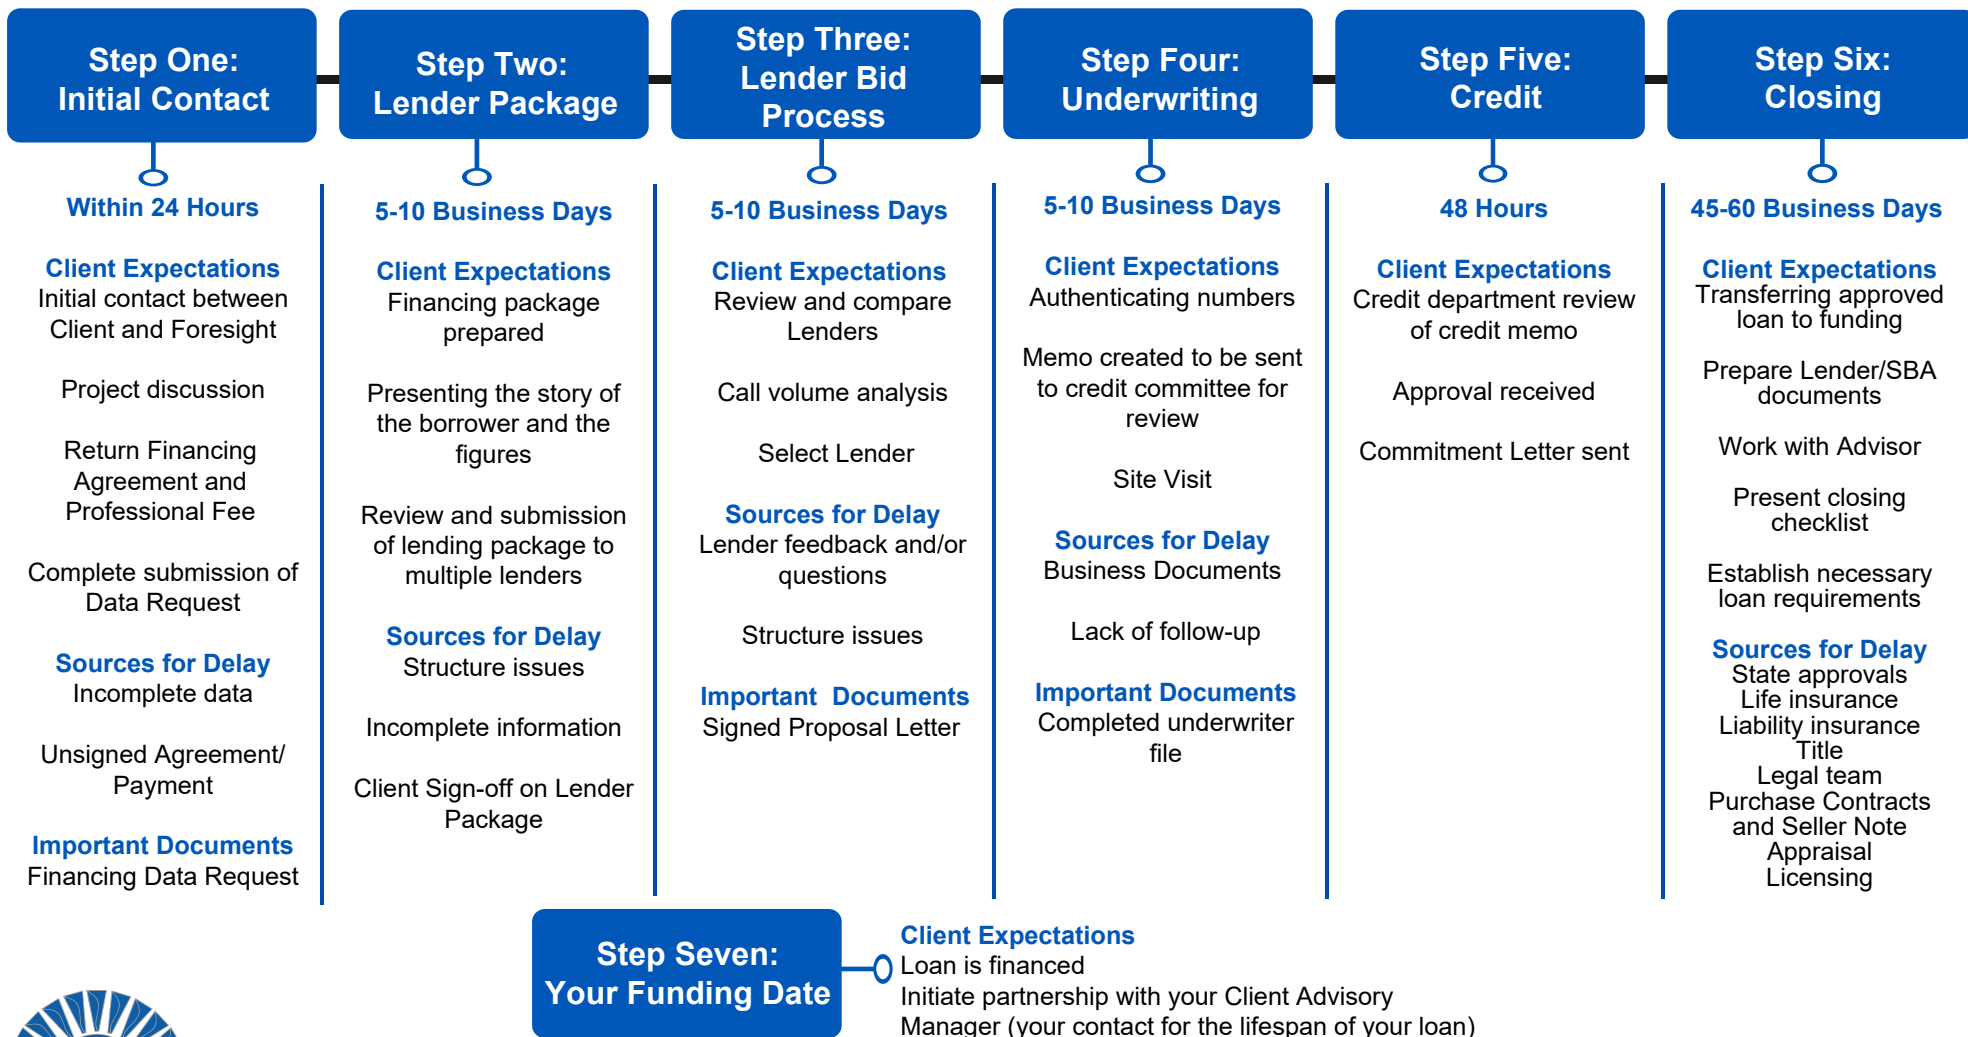 Step One:
Initial Contact
Within 24 Hours
Client Expectations
Initial contact between
Client and Foresight
Project discussion
Return Financing
Agreement and
Professional Fee
Complete submission of
Data Request
Sources for Delay
Incomplete data
Unsigned Agreement/
Payment
Important Documents
Financing Data Request
Step Two:
Lender Package
5-10 Business Days
Client Expectations
Financing package
prepared
Presenting the story of
the borrower and the
figures
Review and submission
of lending package to
multiple lenders
Sources for Delay
Structure issues
Incomplete information
Client Sign-off on Lender
Package
Step Three:
Lender Bid
Process
5-10 Business Days
Client Expectations
Review and compare
Lenders
Call volume analysis
Select Lender
Sources for Delay
Lender feedback and/or
questions
Structure issues
Important Documents
Signed Proposal Letter
Step Four:
Underwriting
5-10 Business Days
Client Expectations
Authenticating numbers
Memo created to be sent
to credit committee for
review
Site Visit
Sources for Delay
Business Documents
Lack of follow-up
Important Documents
Completed underwriter
file
Step Five:
Credit
48 Hours
Client Expectations
Credit department review
of credit memo
Approval received
Commitment Letter sent
Step Six:
Closing
45-60 Business Days
Client Expectations
Transferring approved
loan to funding
Prepare Lender/SBA
documents
Work with Advisor
Present closing
checklist
Establish necessary
loan requirements
Sources for Delay
State approvals
Life insurance
Liability insurance
Title
Legal team
Purchase Contracts
and Seller Note
Appraisal
Licensing
Step Seven:
Your Funding Date
Client Expectations
Loan is financed
Initiate partnership with your Client Advisory
Manager (your contact for the lifespan of your loan)